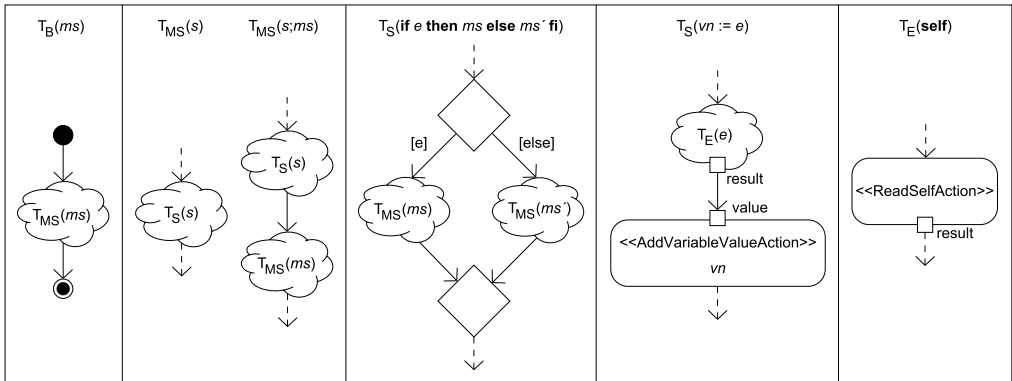 T_B(ms)
T_MS(s)
T_MS(s;ms)
T_S(if e then ms else ms´ fi)
T_S(vn := e)
T_E(self)
T_MS(ms)
T_S(s)
T_S(s)
T_MS(ms)
[e]
[else]
T_MS(ms)
T_MS(ms´)
T_E(e)
result
value
<<AddVariableValueAction>>
vn
<<ReadSelfAction>>
result